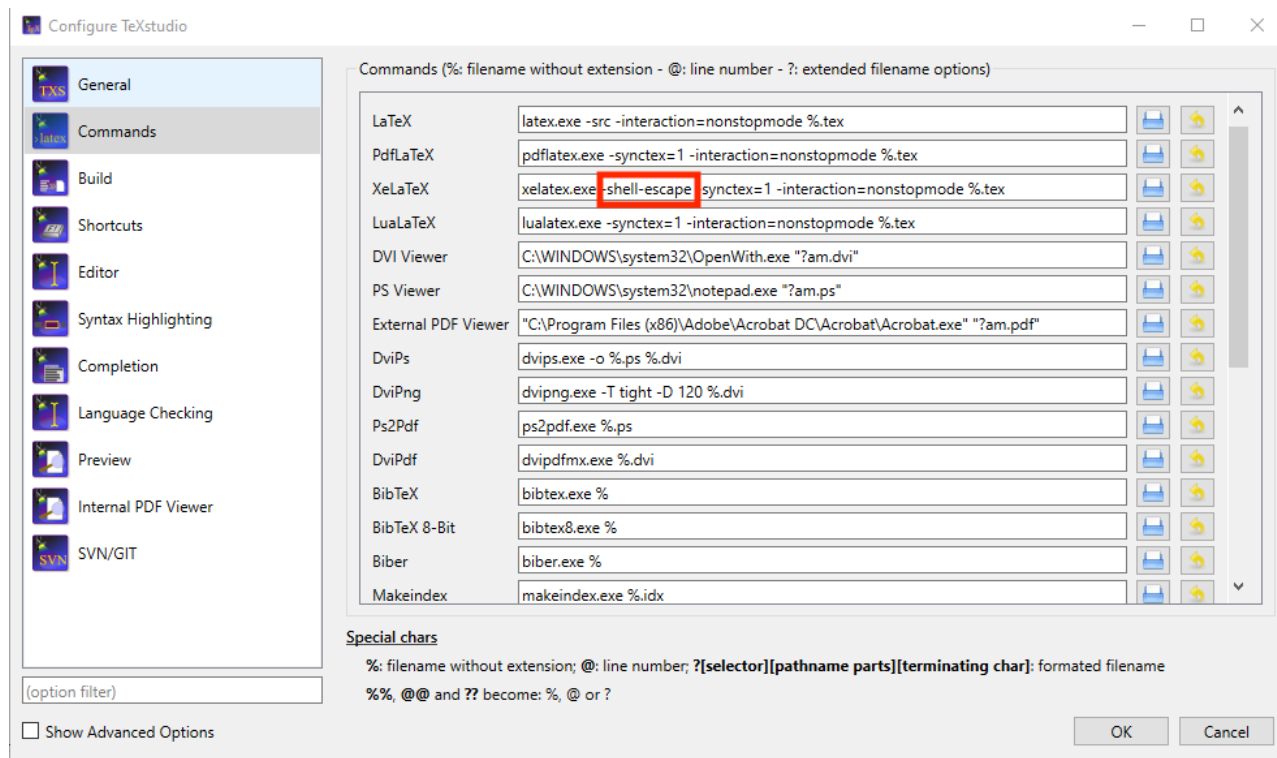 Configure TeXstudio
General
Commands
Build
Shortcuts
Editor
Syntax Highlighting
Completion
Language Checking
Preview
Internal PDF Viewer
SVN/GIT
(option filter)
Show Advanced Options
Commands (%: filename without extension - @: line number - ?: extended filename options)
LaTeX latex.exe -src -interaction=nonstopmode %.tex
PdfLaTeX pdflatex.exe -synctex=1 -interaction=nonstopmode %.tex
XeLaTeX xelatex.exe -shell-escape -synctex=1 -interaction=nonstopmode %.tex
LuaLaTeX lualatex.exe -synctex=1 -interaction=nonstopmode %.tex
DVI Viewer C:\WINDOWS\system32\OpenWith.exe "?am.dvi"
PS Viewer C:\WINDOWS\system32\notepad.exe "?am.ps"
External PDF Viewer "C:\Program Files (x86)\Adobe\Acrobat DC\Acrobat\Acrobat.exe" "?am.pdf"
DviPs dvips.exe -o %.ps %.dvi
DviPng dvipng.exe -T tight -D 120 %.dvi
Ps2Pdf ps2pdf.exe %.ps
DviPdf dvipdfmx.exe %.dvi
BibTeX bibtex.exe %
BibTeX 8-Bit bibtex8.exe %
Biber biber.exe %
Makeindex makeindex.exe %.idx
Special chars
%: filename without extension; @: line number; ?[selector][pathname parts][terminating char]: formated filename
%%, @@ and ?? become: %, @ or ?
OK Cancel